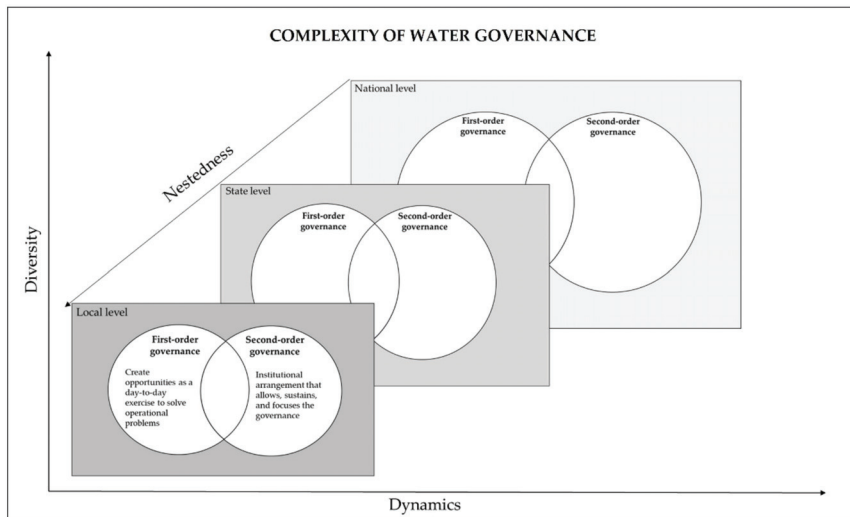 COMPLEXITY OF WATER GOVERNANCE
National level
First-order
governance
Second-order
governance
Nestedness
State level
First-order
governance
Second-order
governance
Diversity
Local level
First-order
governance
Second-order
governance
Create
opportunities as a
day-to-day
exercise to solve
operational
problems
Institutional
arrangement that
allows, sustains,
and focuses the
governance
Dynamics